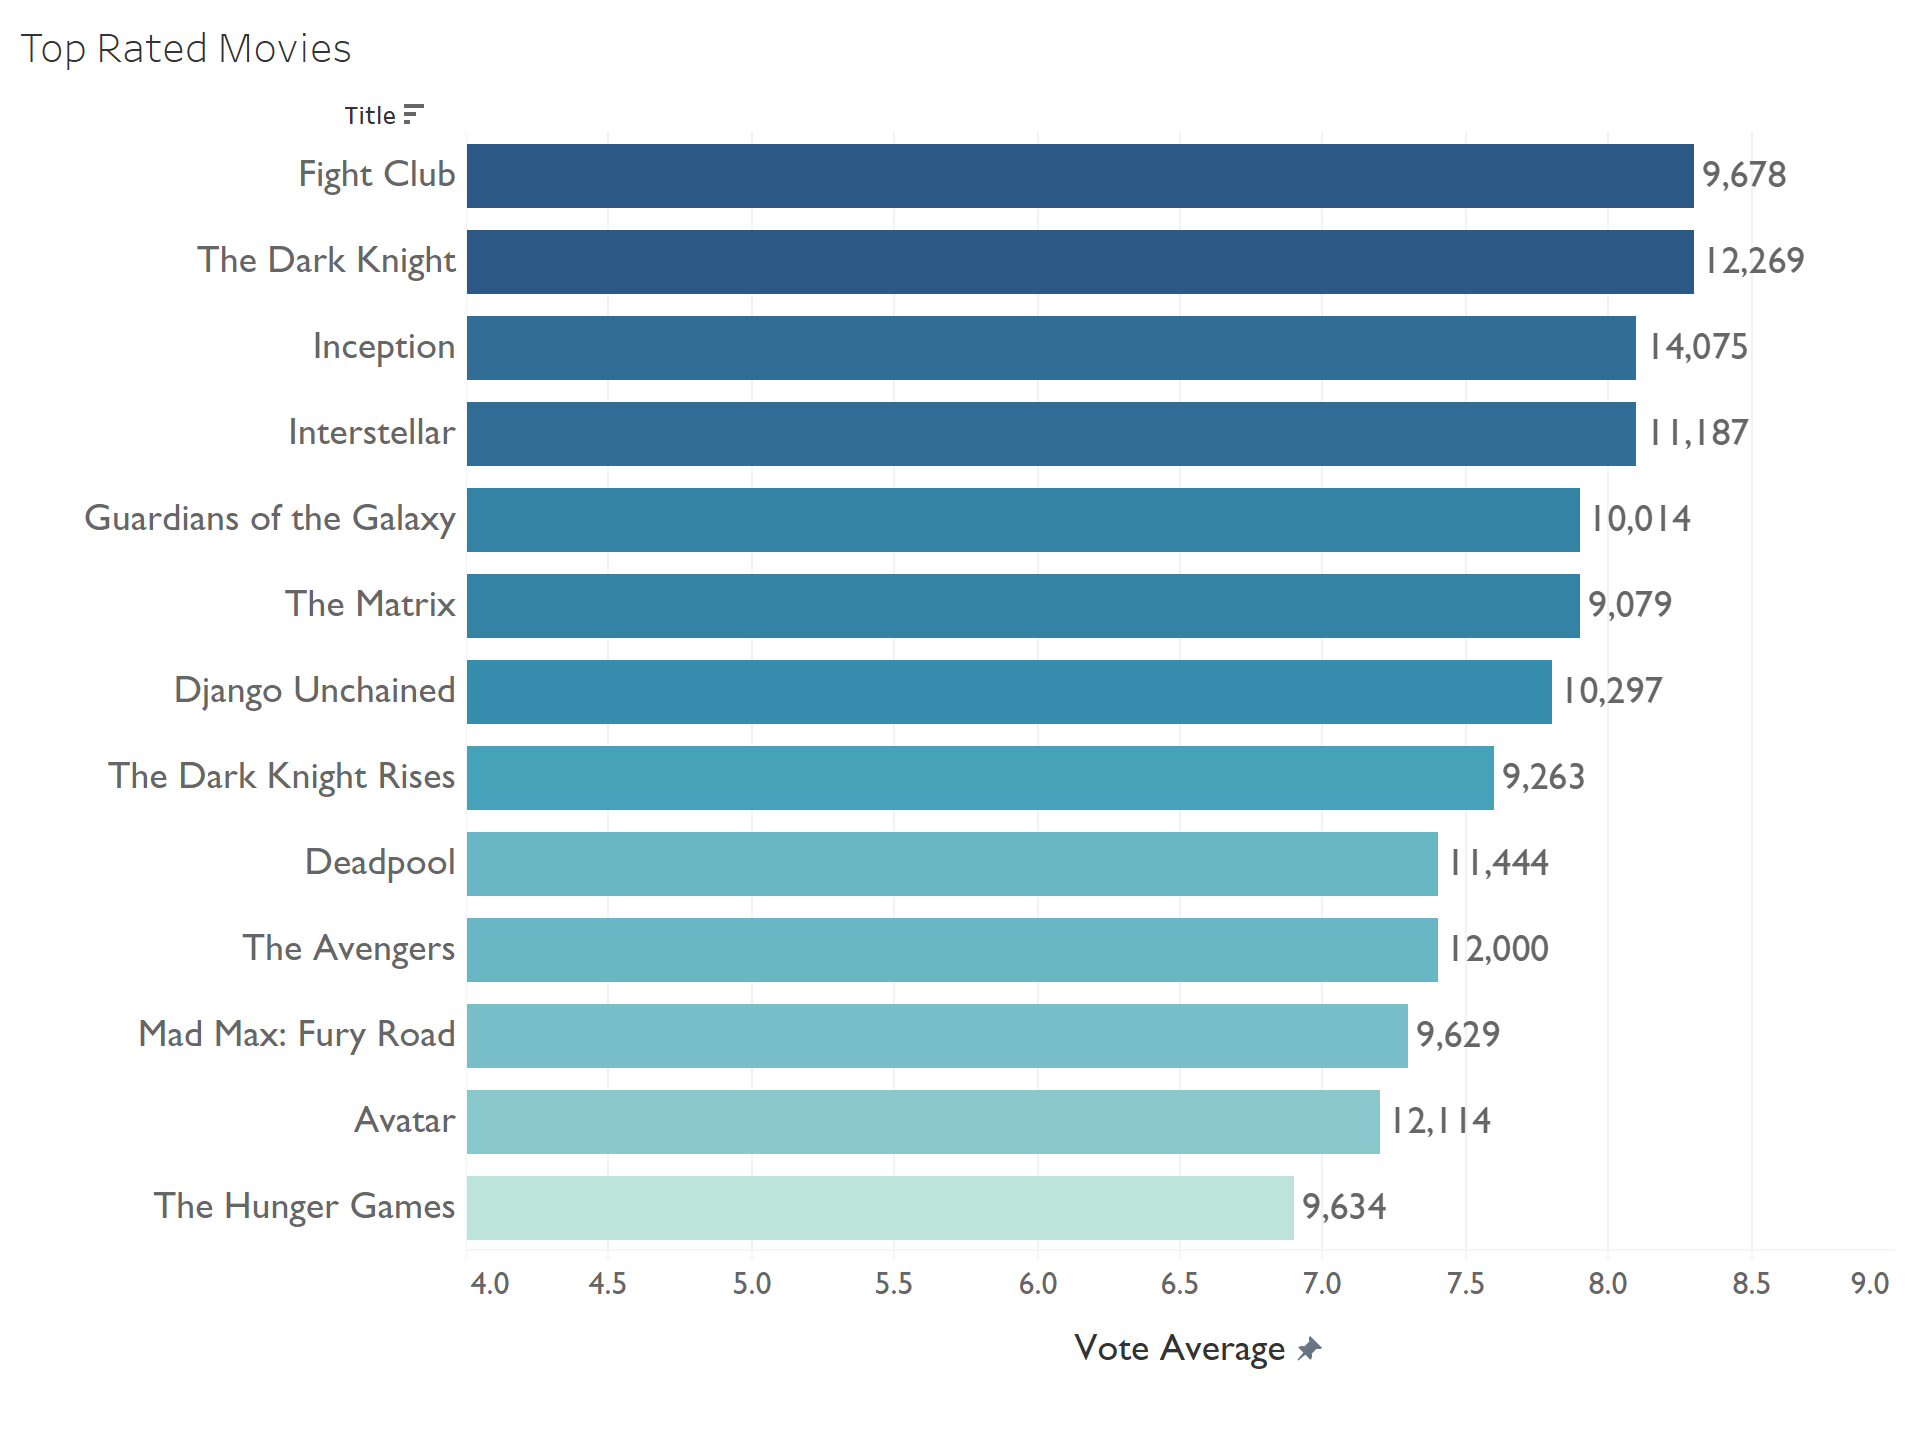 Top Rated Movies
Title
Fight Club 9,678
The Dark Knight 12,269
Inception 14,075
Interstellar 11,187
Guardians of the Galaxy 10,014
The Matrix 9,079
Django Unchained 10,297
The Dark Knight Rises 9,263
Deadpool 11,444
The Avengers 12,000
Mad Max: Fury Road 9,629
Avatar 12,114
The Hunger Games 9,634
4.0 4.5 5.0 5.5 6.0 6.5 7.0 7.5 8.0 8.5 9.0
Vote Average